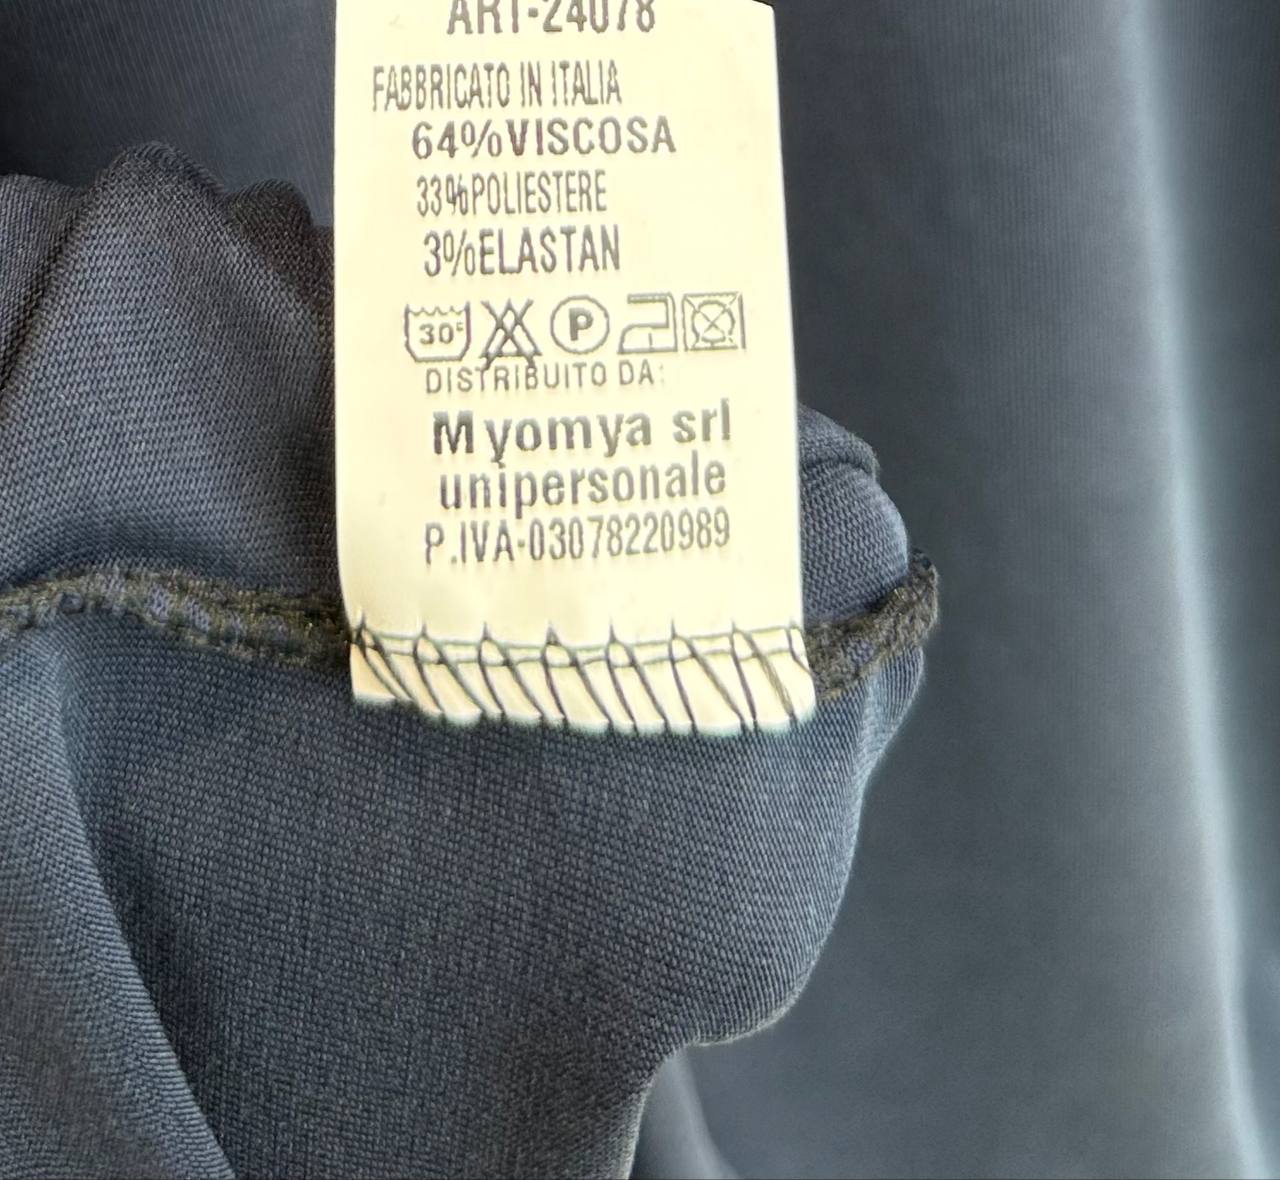 ART-24078
FABBRICATO IN ITALIA
64%VISCOSA
33%POLIESTERE
3%ELASTAN
30° P
DISTRIBUITO DA:
Myomya srl
unipersonale
P.IVA-03078220989